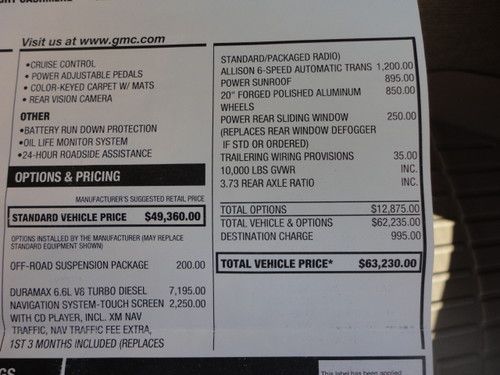 Visit us at www.gmc.com
•CRUISE CONTROL
• POWER ADJUSTABLE PEDALS
• COLOR-KEYED CARPET W/ MATS
• REAR VISION CAMERA
OTHER
•BATTERY RUN DOWN PROTECTION
•OIL LIFE MONITOR SYSTEM
•24-HOUR ROADSIDE ASSISTANCE
OPTIONS & PRICING
MANUFACTURER'S SUGGESTED RETAIL PRICE
STANDARD VEHICLE PRICE $49,360.00
OPTIONS INSTALLED BY THE MANUFACTURER (MAY REPLACE
STANDARD EQUIPMENT SHOWN)
OFF-ROAD SUSPENSION PACKAGE 200.00
DURAMAX 6.6L V8 TURBO DIESEL 7,195.00
NAVIGATION SYSTEM-TOUCH SCREEN 2,250.00
WITH CD PLAYER, INCL. XM NAV
TRAFFIC, NAV TRAFFIC FEE EXTRA,
1ST 3 MONTHS INCLUDED (REPLACES
STANDARD/PACKAGED RADIO)
ALLISON 6-SPEED AUTOMATIC TRANS 1,200.00
POWER SUNROOF 895.00
20" FORGED POLISHED ALUMINUM 850.00
WHEELS
POWER REAR SLIDING WINDOW 250.00
(REPLACES REAR WINDOW DEFOGGER
IF STD OR ORDERED)
TRAILERING WIRING PROVISIONS 35.00
10,000 LBS GVWR INC.
3.73 REAR AXLE RATIO INC.
TOTAL OPTIONS $12,875.00
TOTAL VEHICLE & OPTIONS $62,235.00
DESTINATION CHARGE 995.00
TOTAL VEHICLE PRICE* $63,230.00
This label has been applied